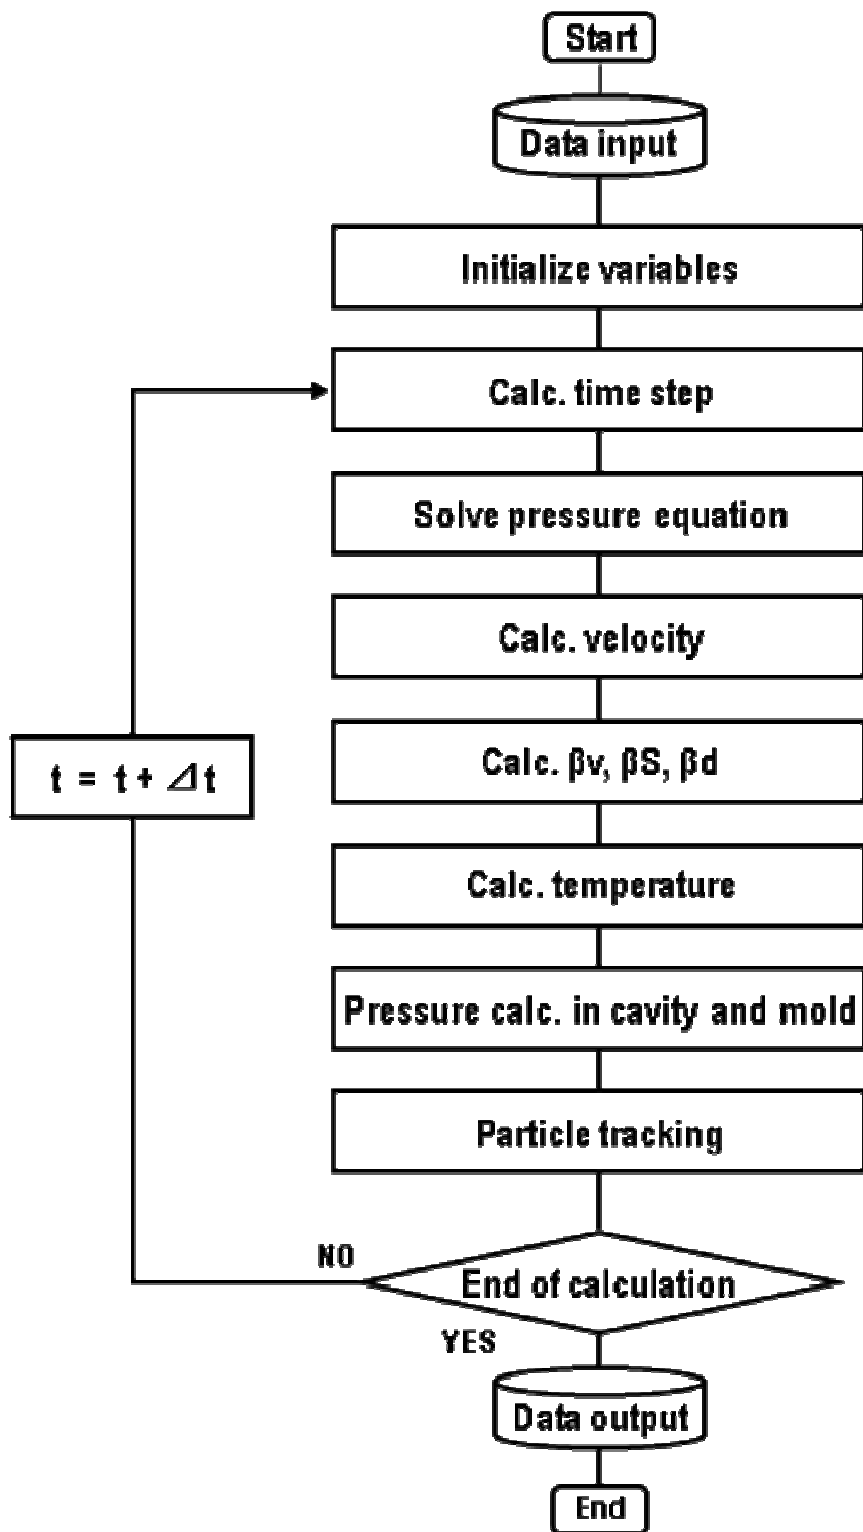 Start
Data input
Initialize variables
Calc. time step
Solve pressure equation
Calc. velocity
t = t + Δt
Calc. βv, βS, βd
Calc. temperature
Pressure calc. in cavity and mold
Particle tracking
NO
End of calculation
YES
Data output
End